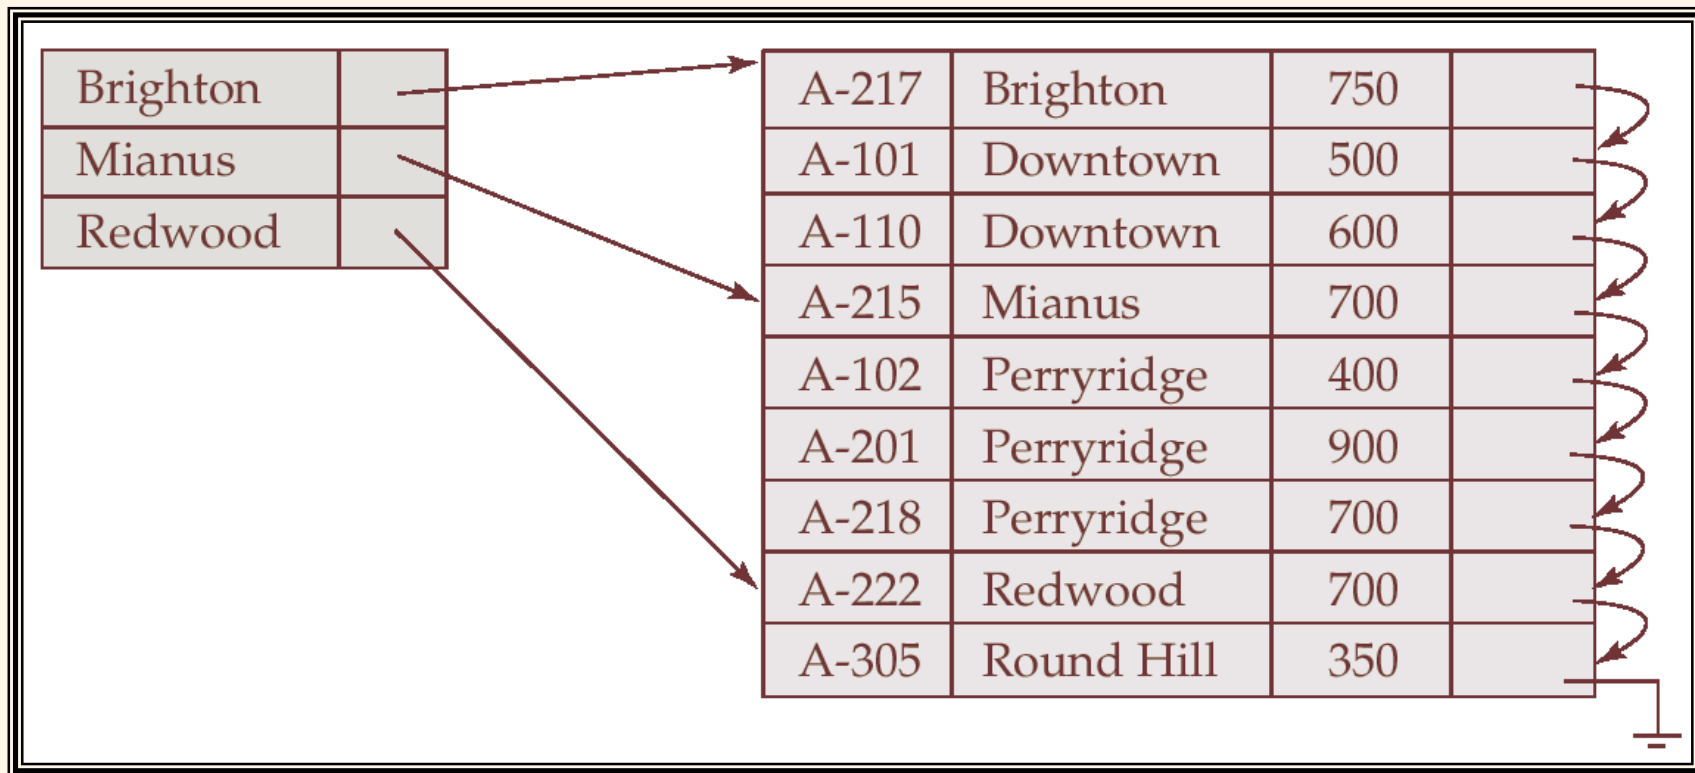 Brighton
Mianus
Redwood
A-217 Brighton 750
A-101 Downtown 500
A-110 Downtown 600
A-215 Mianus 700
A-102 Perryridge 400
A-201 Perryridge 900
A-218 Perryridge 700
A-222 Redwood 700
A-305 Round Hill 350